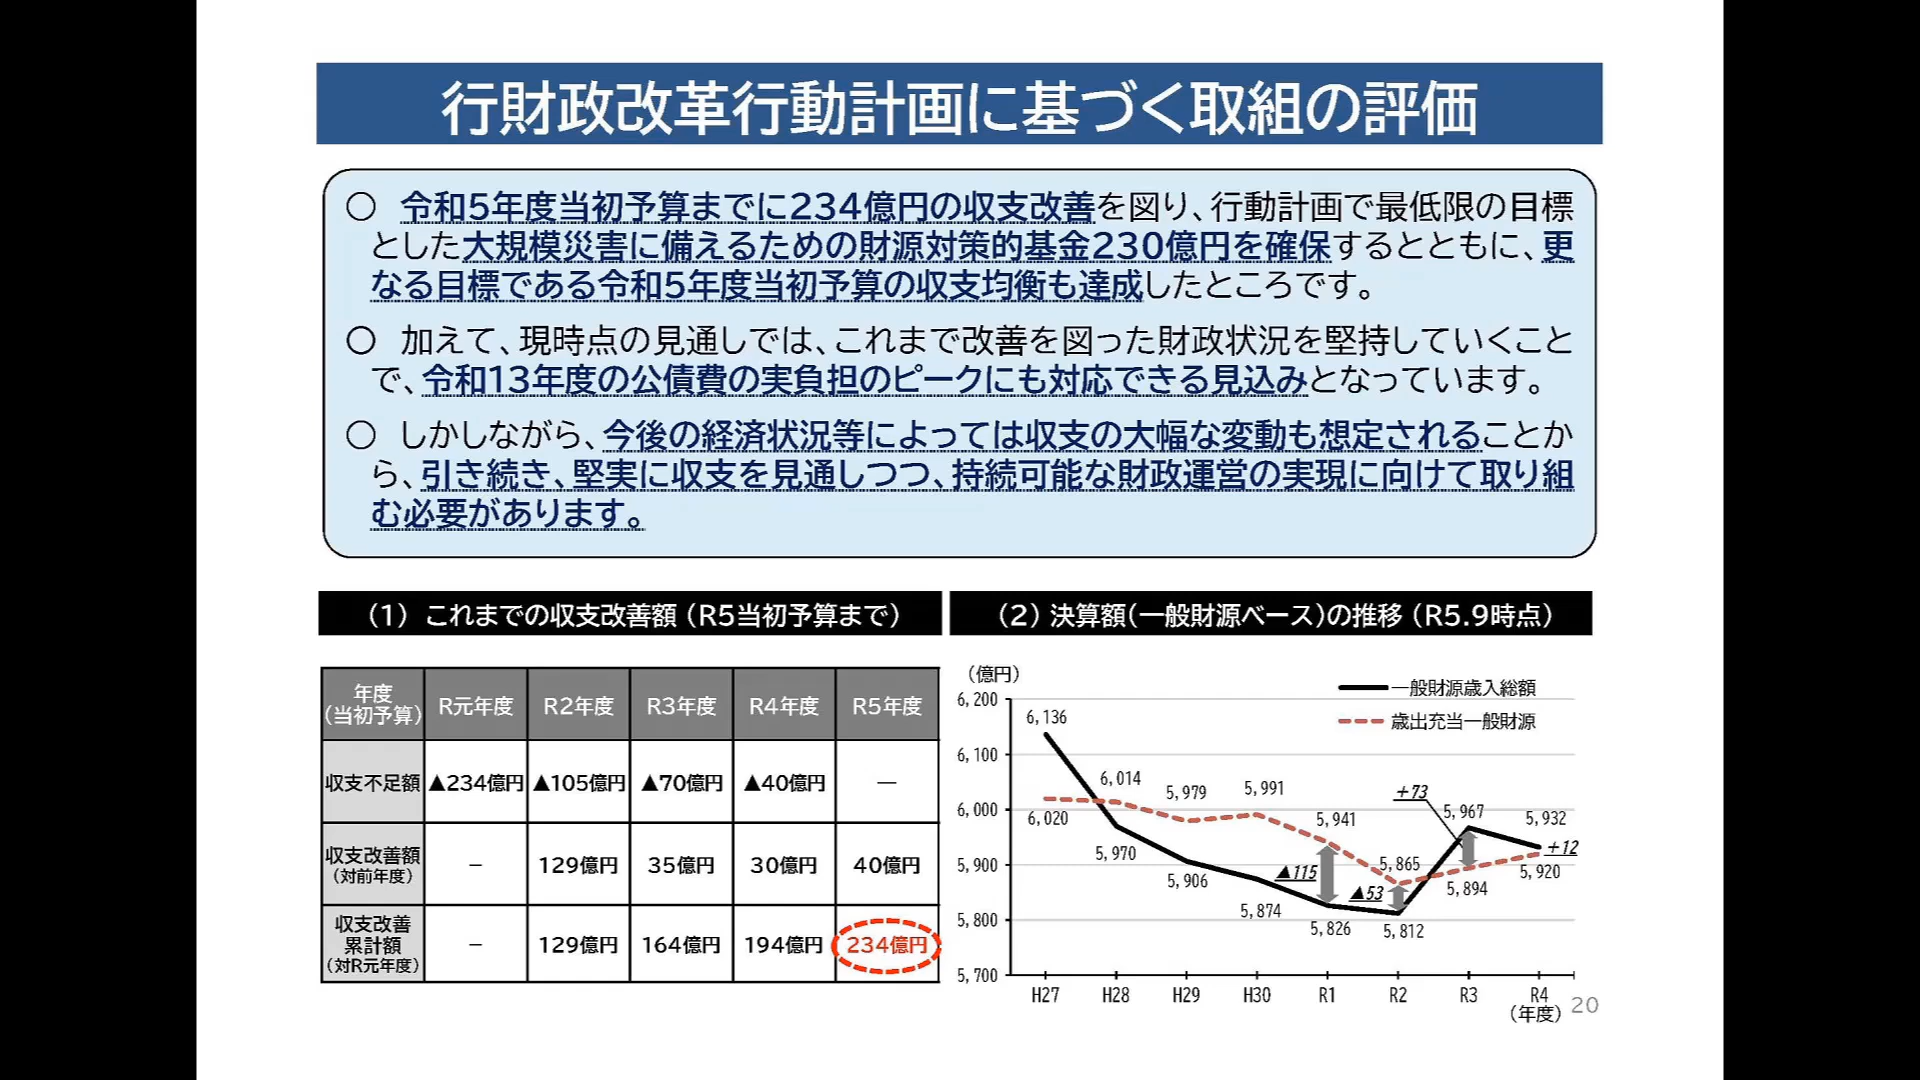 行財政改革行動計画に基づく取組の評価
○ 令和5年度当初予算までに234億円の収支改善を図り、行動計画で最低限の目標
とした大規模災害に備えるための財源対策的基金230億円を確保するとともに、更
なる目標である令和5年度当初予算の収支均衡も達成したところです。
○ 加えて、現時点の見通しでは、これまで改善を図った財政状況を堅持していくこと
で、令和13年度の公債費の実負担のピークにも対応できる見込みとなっています。
○ しかしながら、今後の経済状況等によっては収支の大幅な変動も想定されることか
ら、引き続き、堅実に収支を見通しつつ、持続可能な財政運営の実現に向けて取り組
む必要があります。
（1）これまでの収支改善額（R5当初予算まで）
年度
（当初予算）
R元年度 R2年度 R3年度 R4年度 R5年度
収支不足額 ▲234億円 ▲105億円 ▲70億円 ▲40億円 ―
収支改善額
（対前年度）
－ 129億円 35億円 30億円 40億円
収支改善
累計額
（対R元年度）
－ 129億円 164億円 194億円 234億円
（2）決算額（一般財源ベース）の推移（R5.9時点）
（億円）
一般財源歳入総額
歳出充当一般財源
6,200
6,100
6,000
5,900
5,800
5,700
6,136
5,970
5,906
5,874
5,826
5,812
5,967
5,932
6,020
6,014
5,979
5,991
5,941
5,865
5,894
5,920
▲115
▲53
+73
+12
H27 H28 H29 H30 R1 R2 R3 R4
（年度）
20